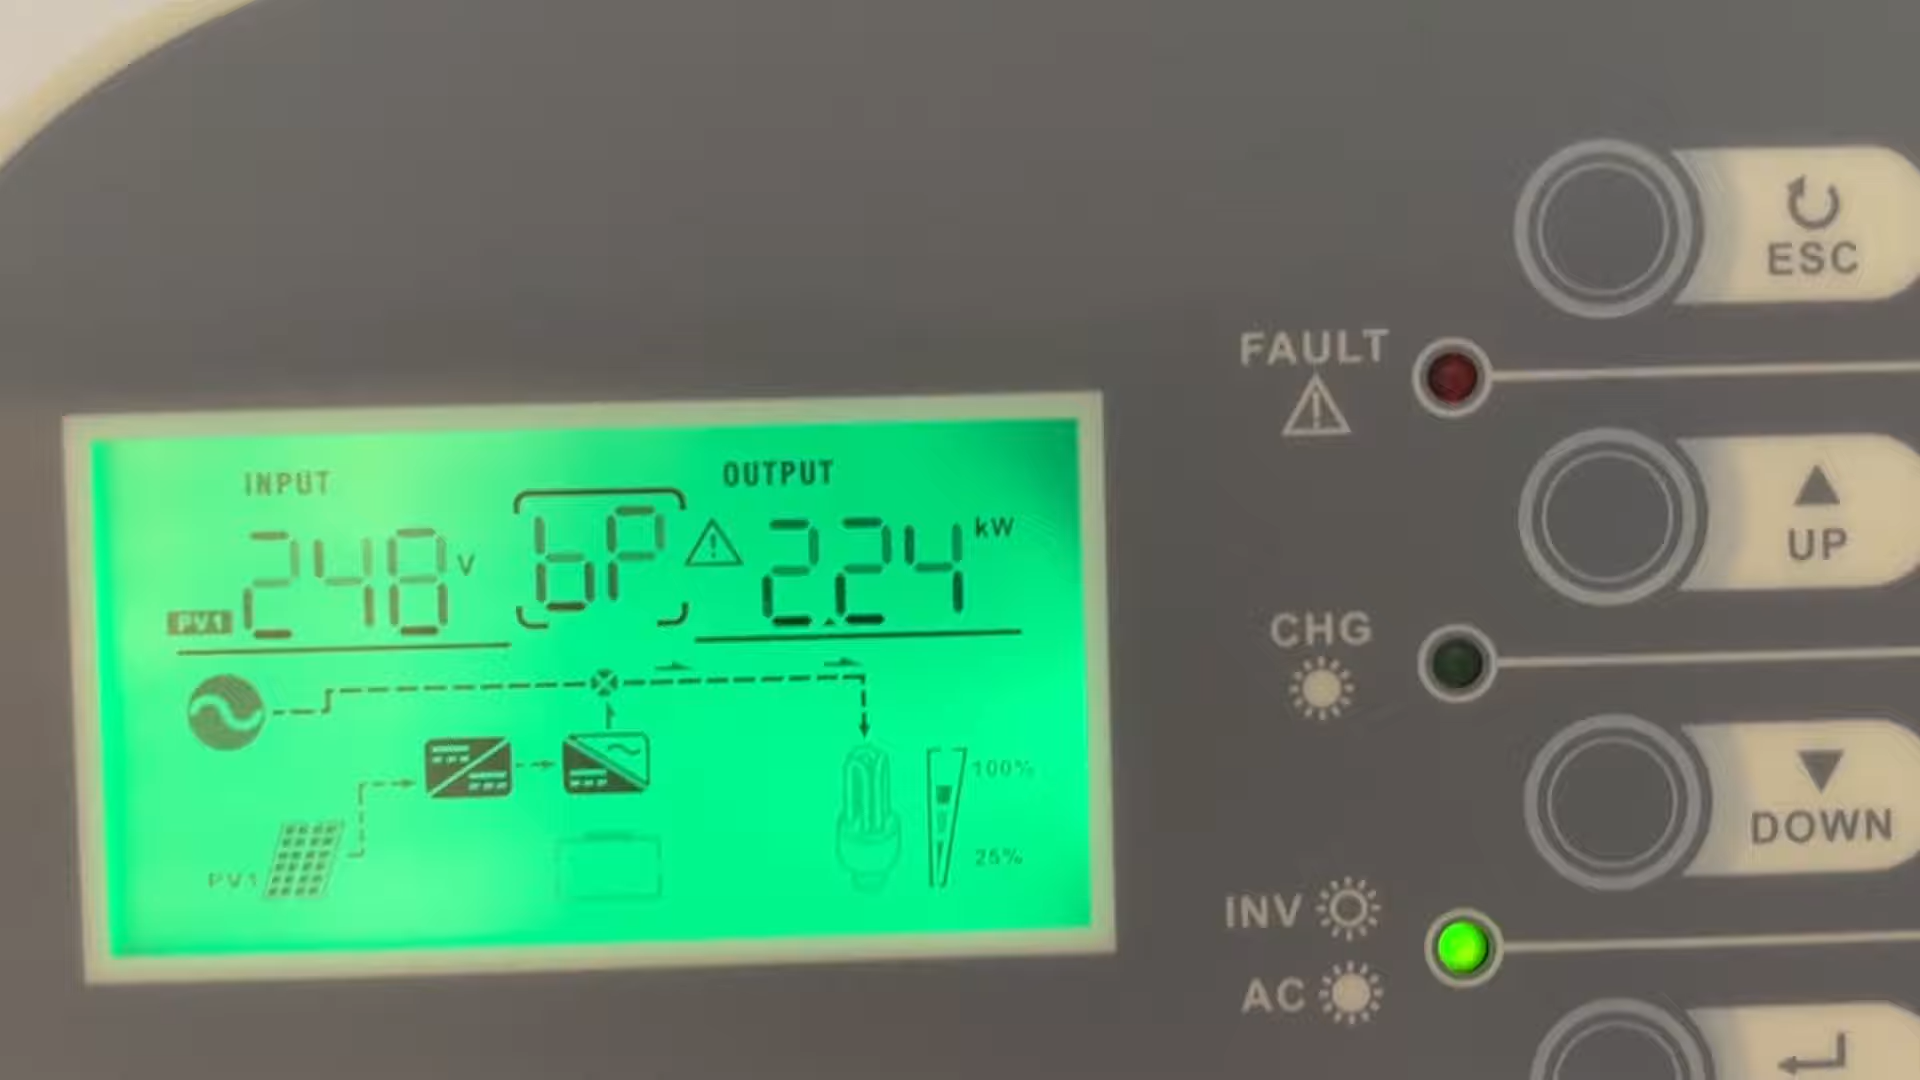 INPUT
OUTPUT
PV1 248 V
bP
2.24 kW
PV1
100%
25%
FAULT
CHG
INV
AC
ESC
UP
DOWN